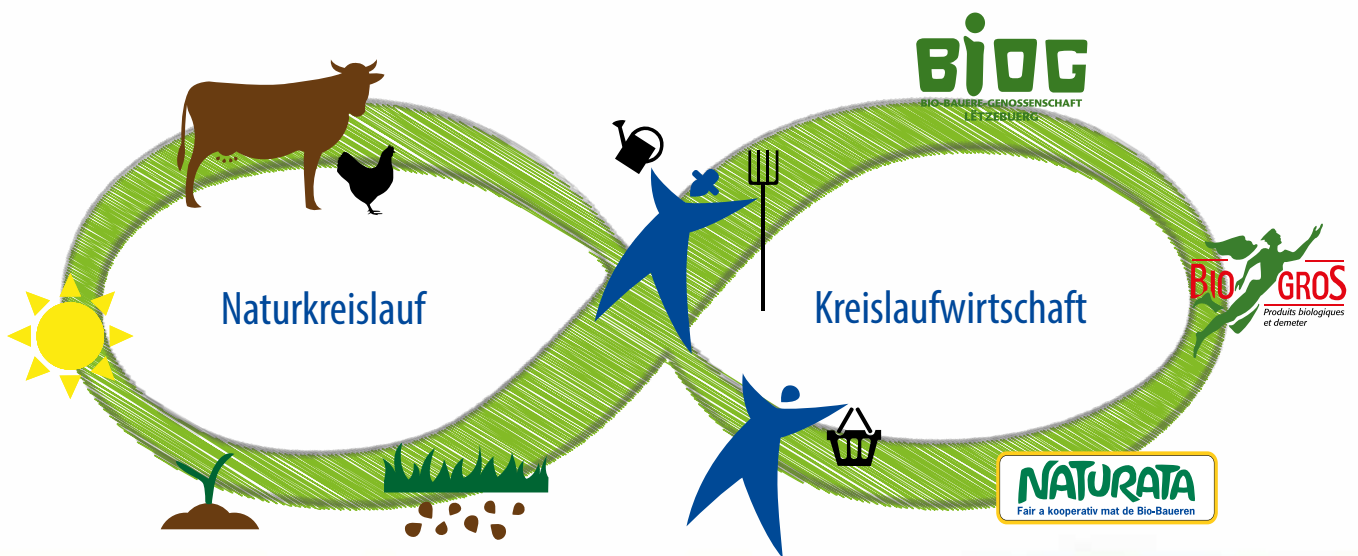 BIOG
BIO-BAUERE-GENOSSENSCHAFT
LËTZEBUERG
Naturkreislauf
Kreislaufwirtschaft
BIO GROS
Produits biologiques
et demeter
NATURATA
Fair a kooperativ mat de Bio-Baueren